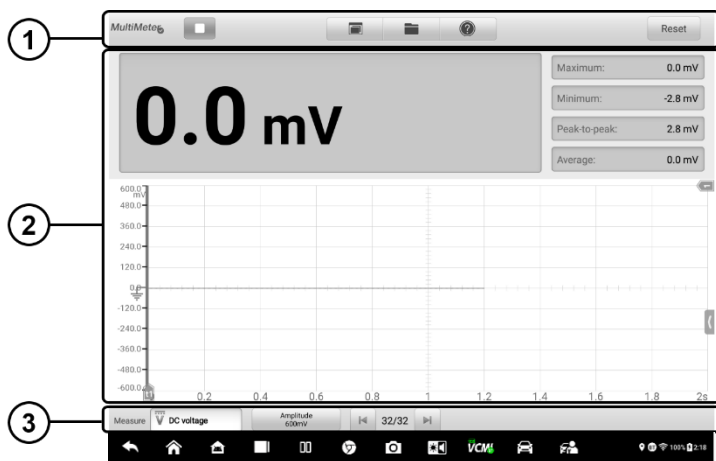 1
MultiMeter
Reset
2
0.0 mV
Maximum: 0.0 mV
Minimum: -2.8 mV
Peak-to-peak: 2.8 mV
Average: 0.0 mV
600.0
mV
480.0
360.0
240.0
120.0
0.0
-120.0
-240.0
-360.0
-480.0
-600.0
0.2 0.4 0.6 0.8 1 1.2 1.4 1.6 1.8 2s
3
Measure V DC voltage Amplitude 32/32
600mV
VCMI 100% 2:18